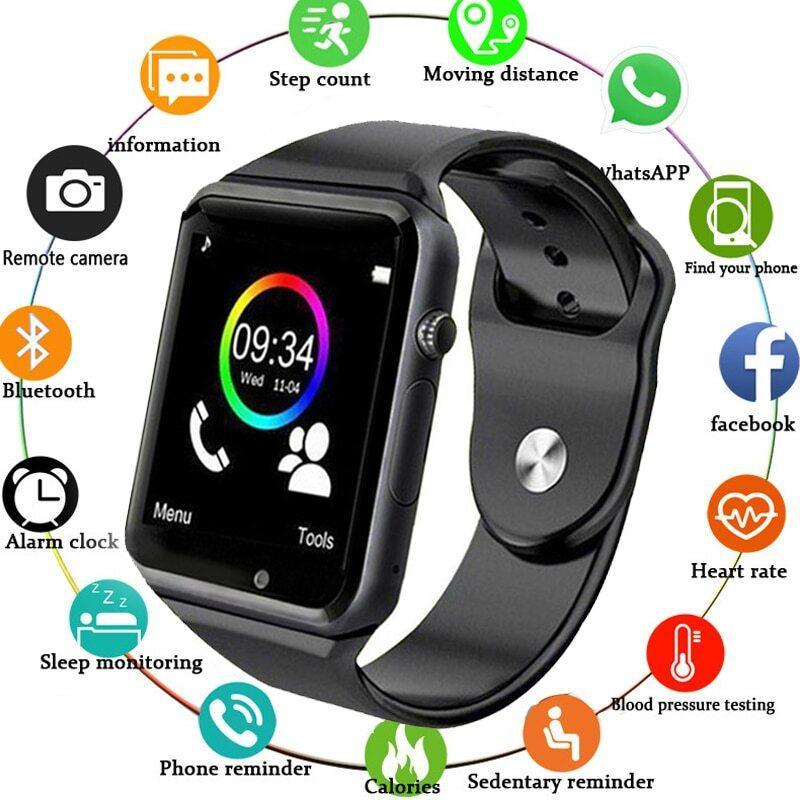 Step count
Moving distance
information
WhatsAPP
Remote camera
Find your phone
09:34
Wed 11-04
Bluetooth
facebook
Menu
Tools
Alarm clock
Heart rate
z Z Z
Sleep monitoring
Blood pressure testing
Phone reminder
Calories
Sedentary reminder